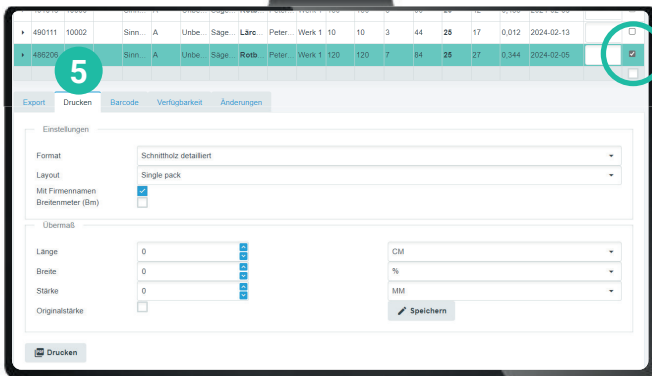 490111 10002 Sinn... A Unbe... Säge... Lärc... Peter... Werk 1 10 10 3 44 25 17 0,012 2024-02-13
486206 Sinn... A Unbe... Säge... Rotb... Peter... Werk 1 120 120 7 84 25 27 0,344 2024-02-05
5
Export Drucken Barcode Verfügbarkeit Änderungen
Einstellungen
Format Schnittholz detailliert
Layout Single pack
Mit Firmennamen
Breitenmeter (Bm)
Übermaß
Länge 0 CM
Breite 0 %
Stärke 0 MM
Originalstärke Speichern
Drucken